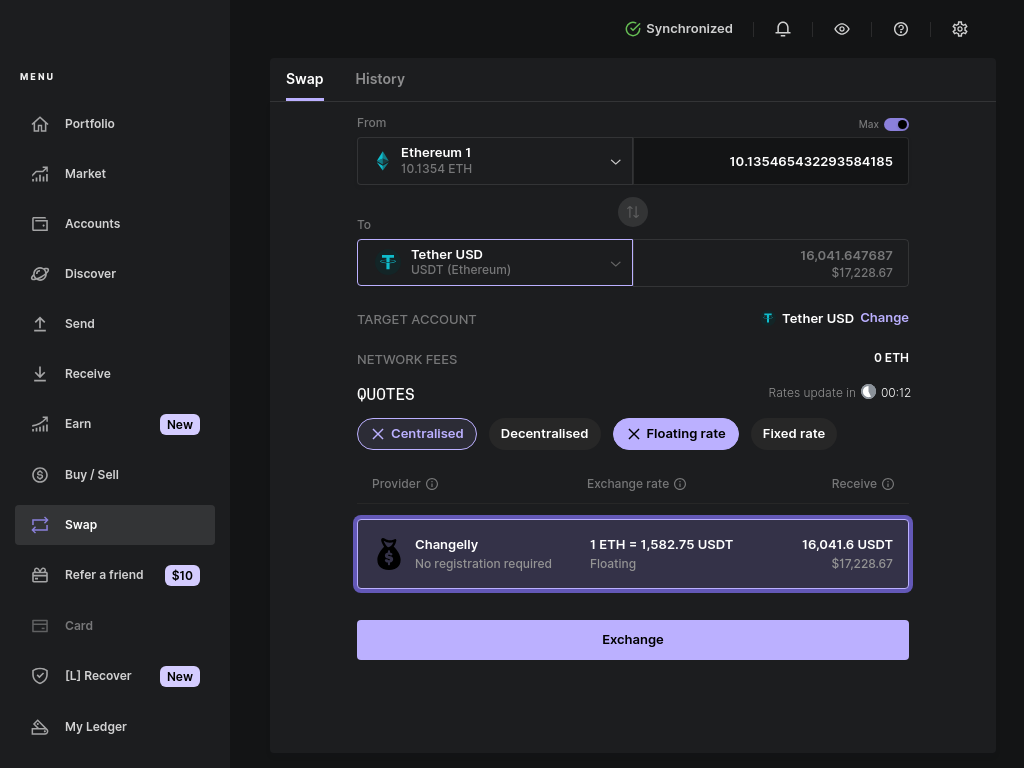 Synchronized
MENU
Portfolio
Market
Accounts
Discover
Send
Receive
Earn New
Buy / Sell
Swap
Refer a friend $10
Card
[L] Recover New
My Ledger
Swap History
From Max
Ethereum 1
10.1354 ETH
10.135465432293584185
To
Tether USD
USDT (Ethereum)
16,041.647687
$17,228.67
TARGET ACCOUNT Tether USD Change
NETWORK FEES 0 ETH
QUOTES Rates update in 00:12
Centralised Decentralised Floating rate Fixed rate
Provider Exchange rate Receive
Changelly 1 ETH = 1,582.75 USDT 16,041.6 USDT
No registration required Floating $17,228.67
Exchange